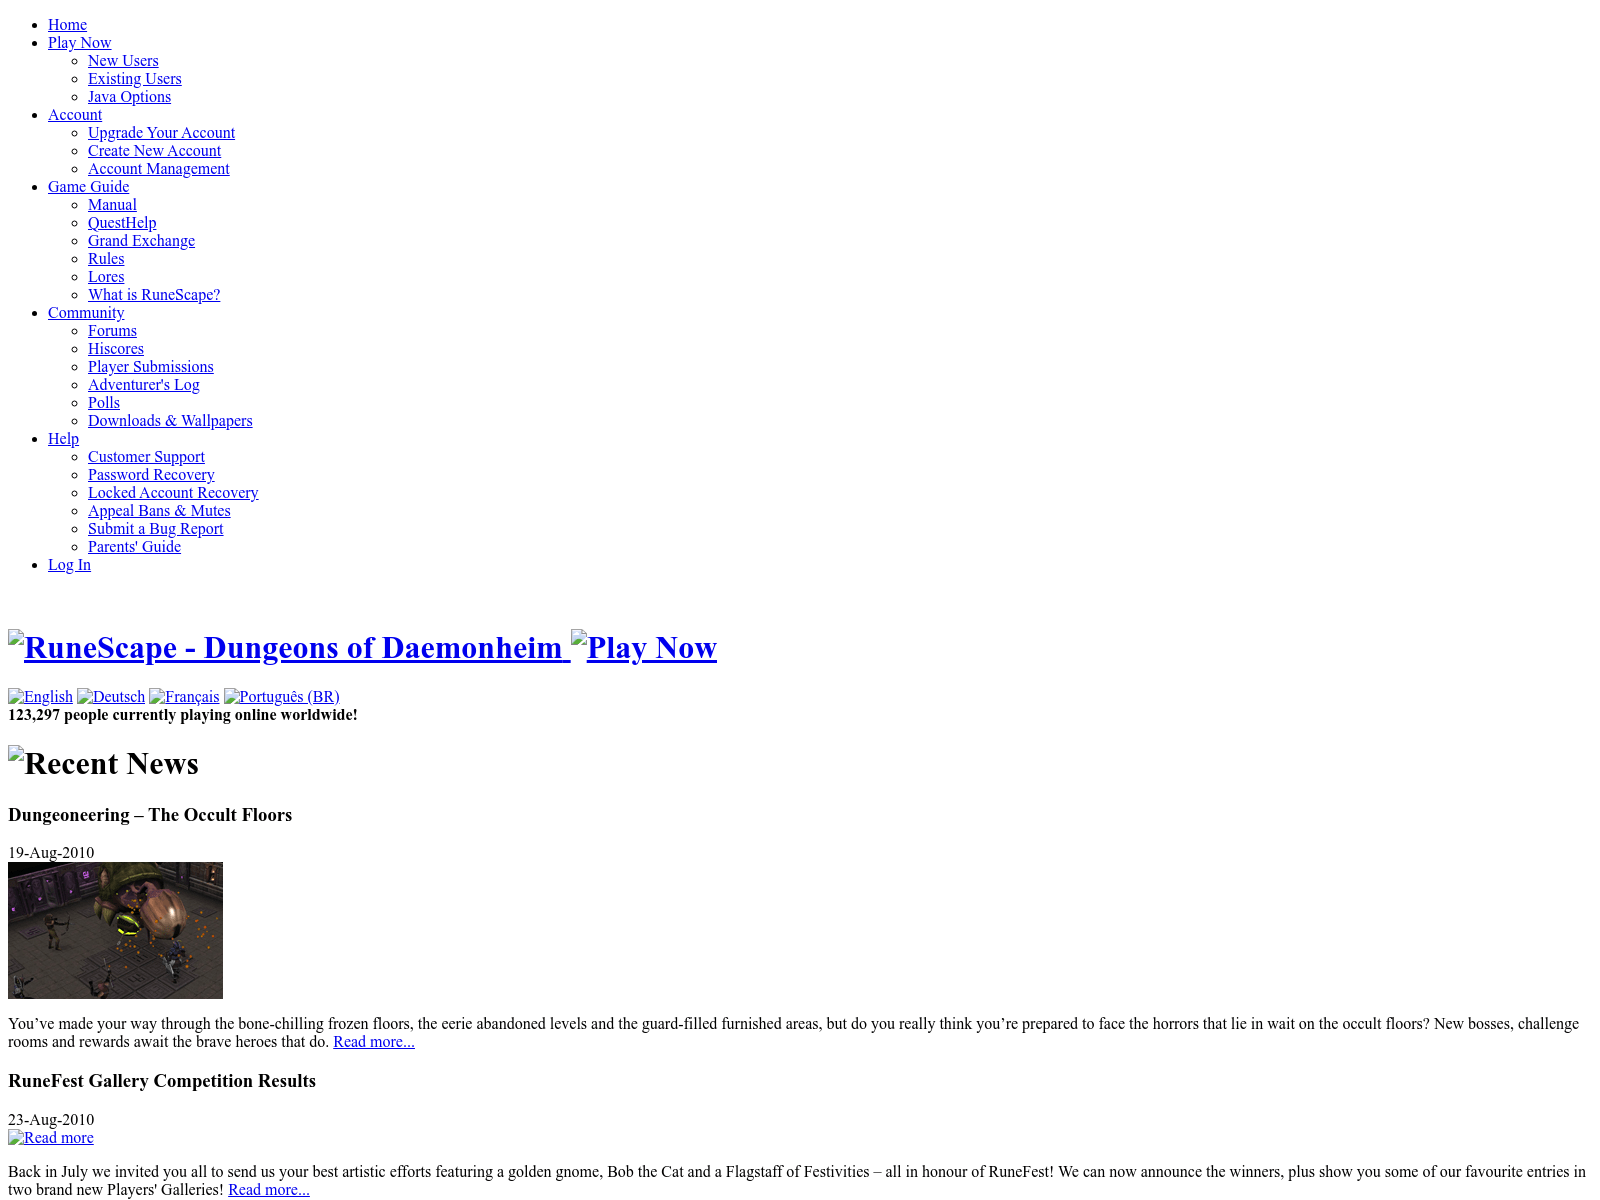 Home
Play Now
New Users
Existing Users
Java Options
Account
Upgrade Your Account
Create New Account
Account Management
Game Guide
Manual
QuestHelp
Grand Exchange
Rules
Lores
What is RuneScape?
Community
Forums
Hiscores
Player Submissions
Adventurer's Log
Polls
Downloads & Wallpapers
Help
Customer Support
Password Recovery
Locked Account Recovery
Appeal Bans & Mutes
Submit a Bug Report
Parents' Guide
Log In
RuneScape - Dungeons of Daemonheim Play Now
English Deutsch Français Português (BR)
123,297 people currently playing online worldwide!
Recent News
Dungeoneering – The Occult Floors
19-Aug-2010
You’ve made your way through the bone-chilling frozen floors, the eerie abandoned levels and the guard-filled furnished areas, but do you really think you’re prepared to face the horrors that lie in wait on the occult floors? New bosses, challenge
rooms and rewards await the brave heroes that do. Read more...
RuneFest Gallery Competition Results
23-Aug-2010
Read more
Back in July we invited you all to send us your best artistic efforts featuring a golden gnome, Bob the Cat and a Flagstaff of Festivities – all in honour of RuneFest! We can now announce the winners, plus show you some of our favourite entries in
two brand new Players' Galleries! Read more...